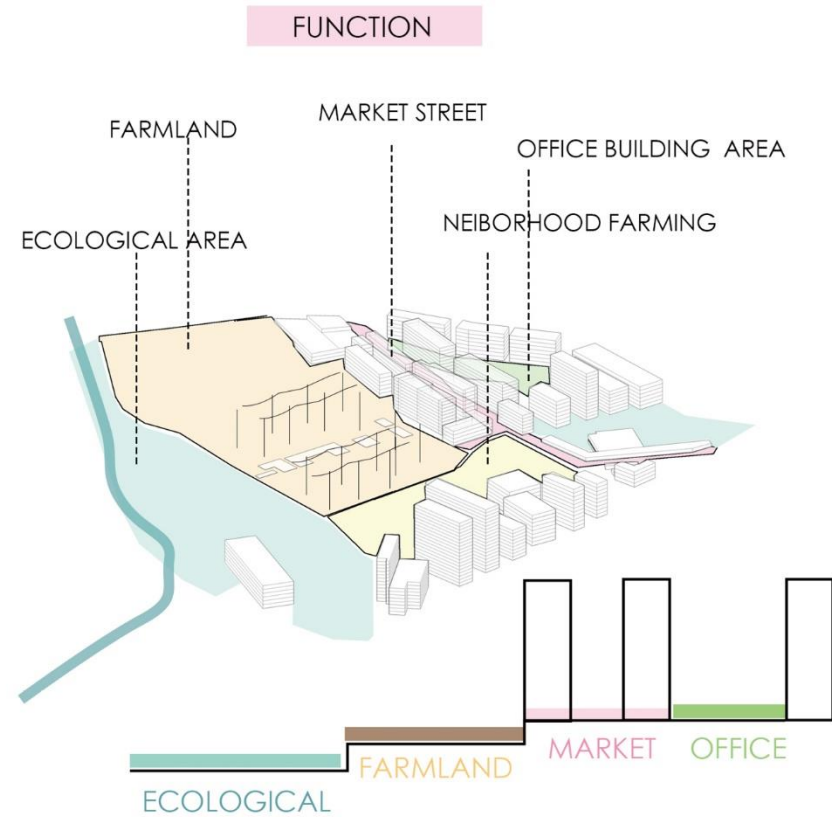 FUNCTION
MARKET STREET
FARMLAND
OFFICE BUILDING AREA
NEIBORHOOD FARMING
ECOLOGICAL AREA
MARKET
OFFICE
FARMLAND
ECOLOGICAL